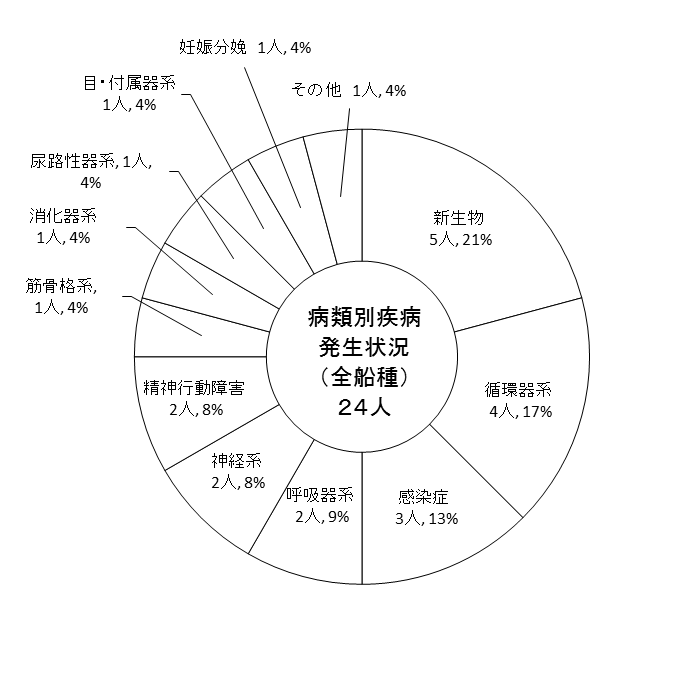 妊娠分娩 1人, 4%
その他 1人, 4%
目・付属器系
1人, 4%
尿路性器系, 1人,
4%
消化器系
1人, 4%
筋骨格系,
1人, 4%
新生物
5人, 21%
循環器系
4人, 17%
感染症
3人, 13%
呼吸器系
2人, 9%
神経系
2人, 8%
精神行動障害
2人, 8%
病類別疾病
発生状況
（全船種）
２４人